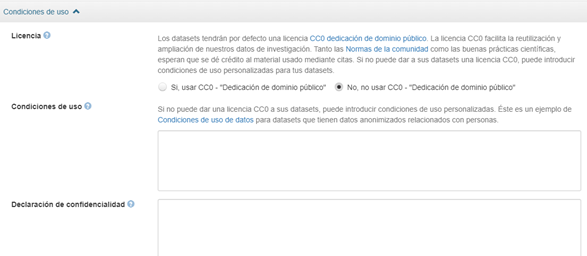 Condiciones de uso
Licencia
Los datasets tendrán por defecto una licencia CC0 dedicación de dominio público. La licencia CC0 facilita la reutilización y
ampliación de nuestros datos de investigación. Tanto las Normas de la comunidad como las buenas prácticas científicas,
esperan que se dé crédito al material usado mediante citas. Si no puede dar a sus datasets una licencia CC0, puede introducir
condiciones de uso personalizadas para tus datasets.
Si, usar CC0 - "Dedicación de dominio público" No, no usar CC0 - "Dedicación de dominio público"
Condiciones de uso
Si no puede dar una licencia CC0 a sus datasets, puede introducir condiciones de uso personalizadas. Éste es un ejemplo de
Condiciones de uso de datos para datasets que tienen datos anonimizados relacionados con personas.
Declaración de confidencialidad